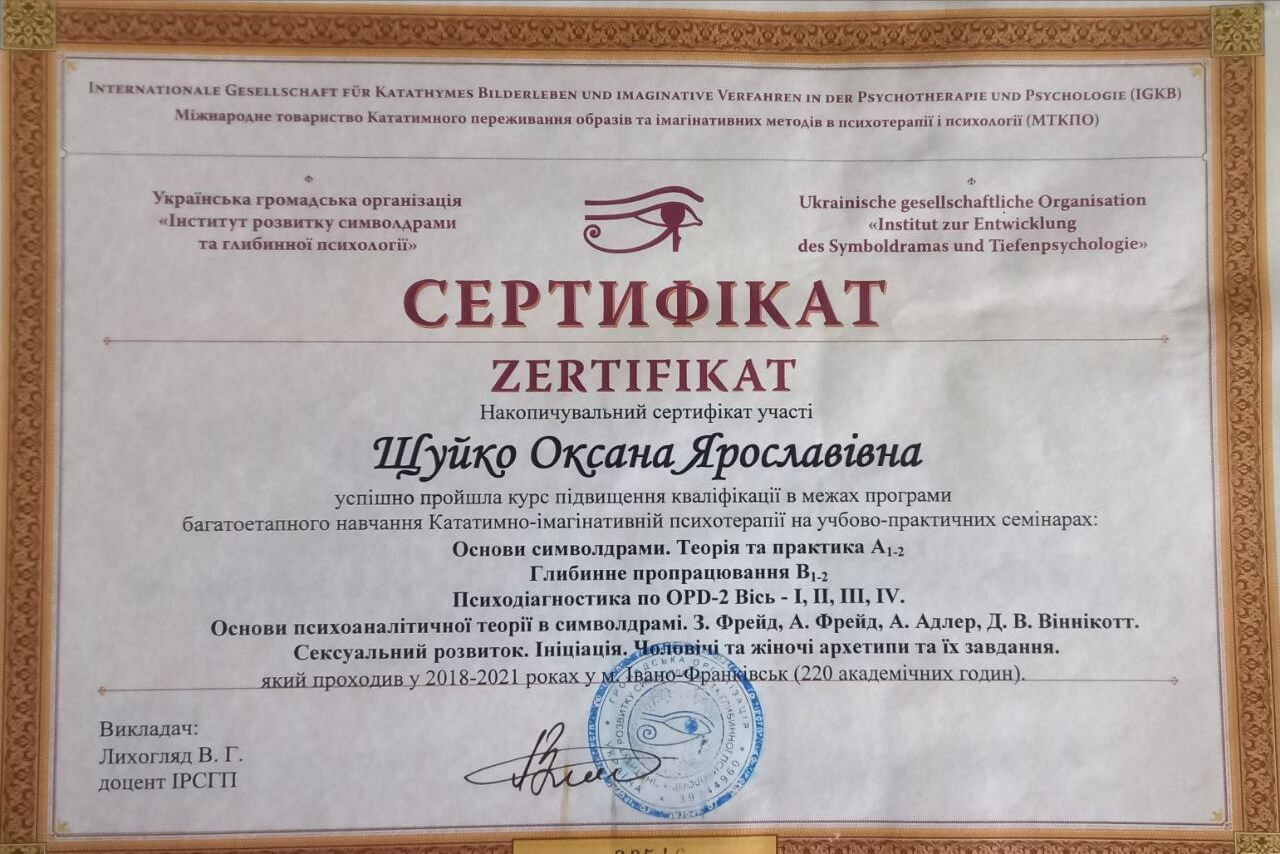 INTERNATIONALE GESELLSCHAFT FÜR KATATHYMES BILDERLEBEN UND IMAGINATIVE VERFAHREN IN DER PSYCHOTHERAPIE UND PSYCHOLOGIE (IGKB)
Міжнародне товариство Кататимного переживання образів та імагінативних методів в психотерапії і психології (МТКПО)
Українська громадська організація
«Інститут розвитку символдрами
та глибинної психології»
Ukrainische gesellschaftliche Organisation
«Institut zur Entwicklung
des Symboldramas und Tiefenpsychologie»
СЕРТИФІКАТ
ZERTIFIKAT
Накопичувальний сертифікат участі
Щуйко Оксана Ярославівна
успішно пройшла курс підвищення кваліфікації в межах програми
багатоетапного навчання Кататимно-імагінативній психотерапії на учбово-практичних семінарах:
Основи символдрами. Теорія та практика А1-2
Глибинне пропрацювання В1-2
Психодіагностика по OPD-2 Вісь - І, ІІ, ІІІ, IV.
Основи психоаналітичної теорії в символдрамі. З. Фрейд, А. Фрейд, А. Адлер, Д. В. Віннікотт.
Сексуальний розвиток. Ініціація. Чоловічі та жіночі архетипи та їх завдання.
який проходив у 2018-2021 роках у м. Івано-Франківськ (220 академічних годин).
Викладач:
Лихогляд В. Г.
доцент ІРСГП